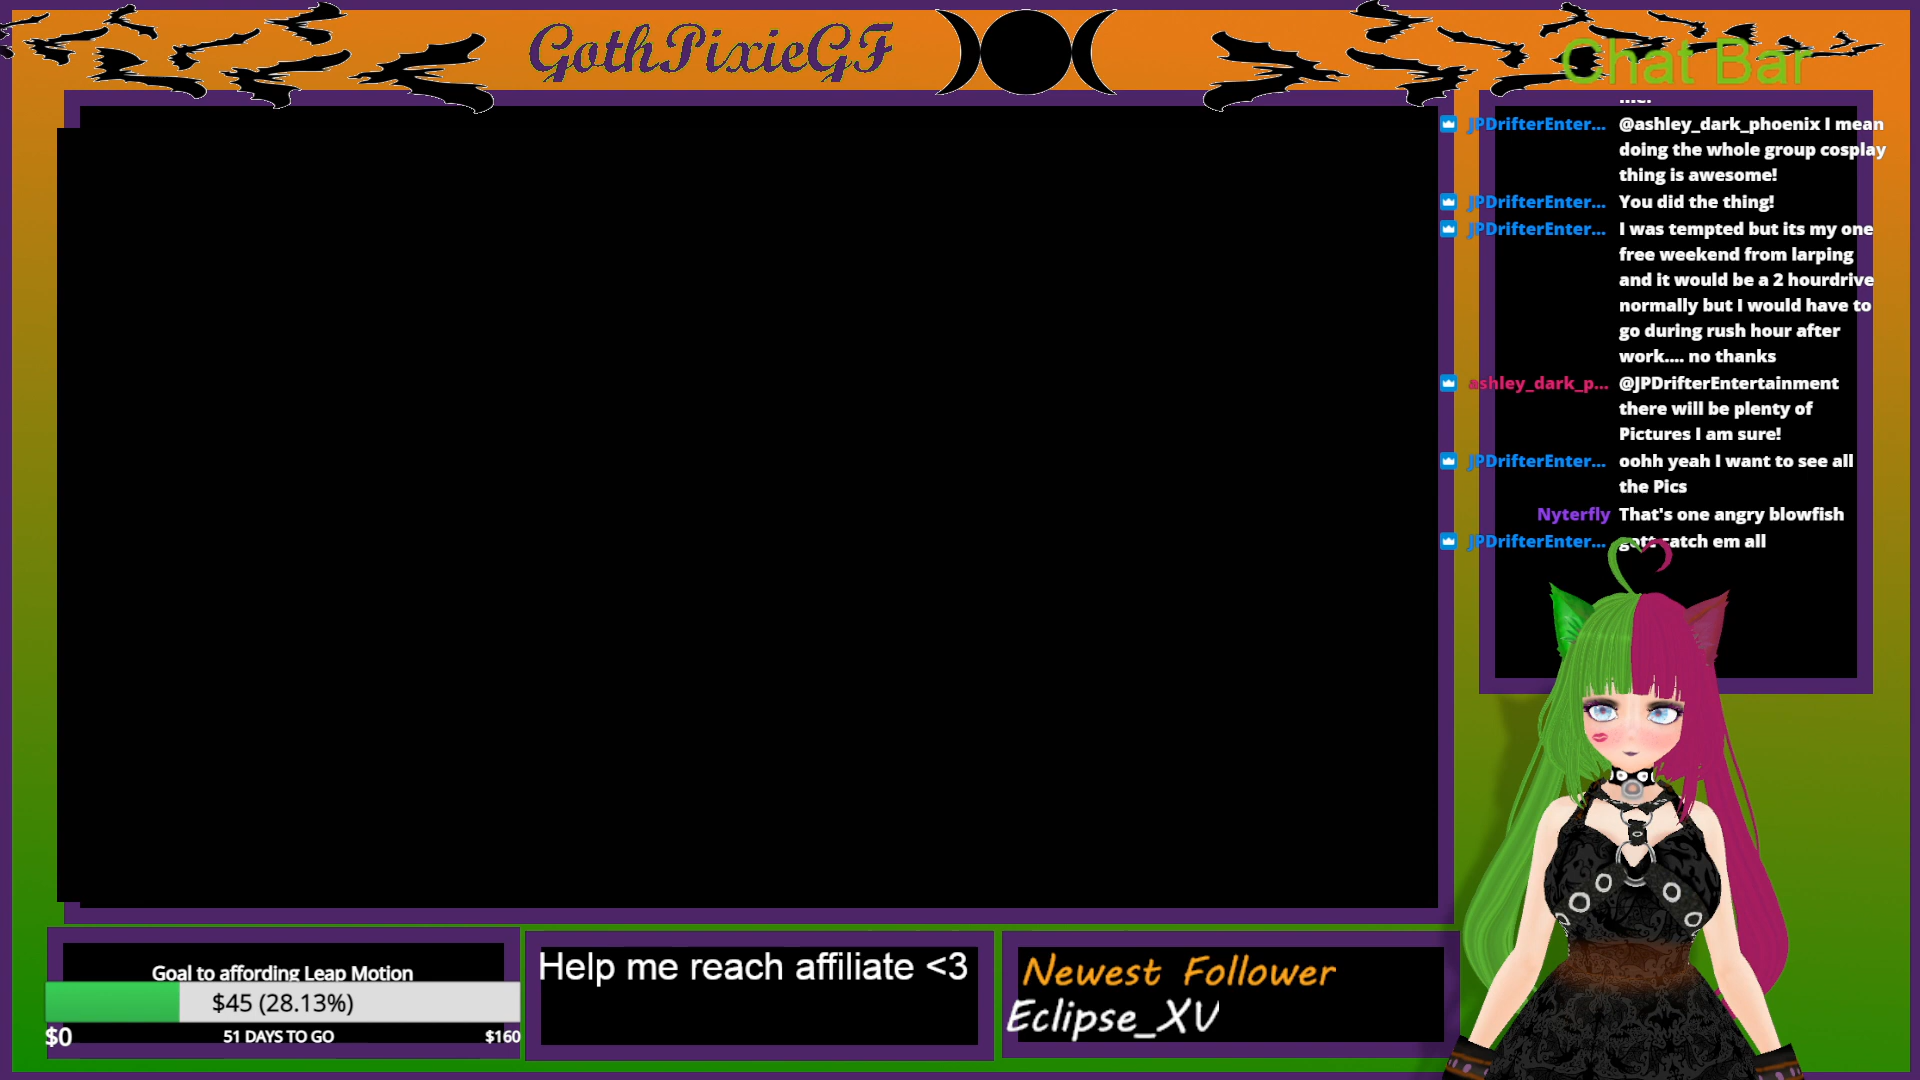 GothPixieGF
Chat Bar
me!
JPDrifterEnter... @ashley_dark_phoenix I mean
doing the whole group cosplay
thing is awesome!
JPDrifterEnter... You did the thing!
JPDrifterEnter... I was tempted but its my one
free weekend from larping
and it would be a 2 hourdrive
normally but I would have to
go during rush hour after
work.... no thanks
ashley_dark_p... @JPDrifterEntertainment
there will be plenty of
Pictures I am sure!
JPDrifterEnter... oohh yeah I want to see all
the Pics
Nyterfly That's one angry blowfish
JPDrifterEnter... gott catch em all
Goal to affording Leap Motion
$45 (28.13%)
$0 51 DAYS TO GO $160
Help me reach affiliate <3
Newest Follower
Eclipse_XV